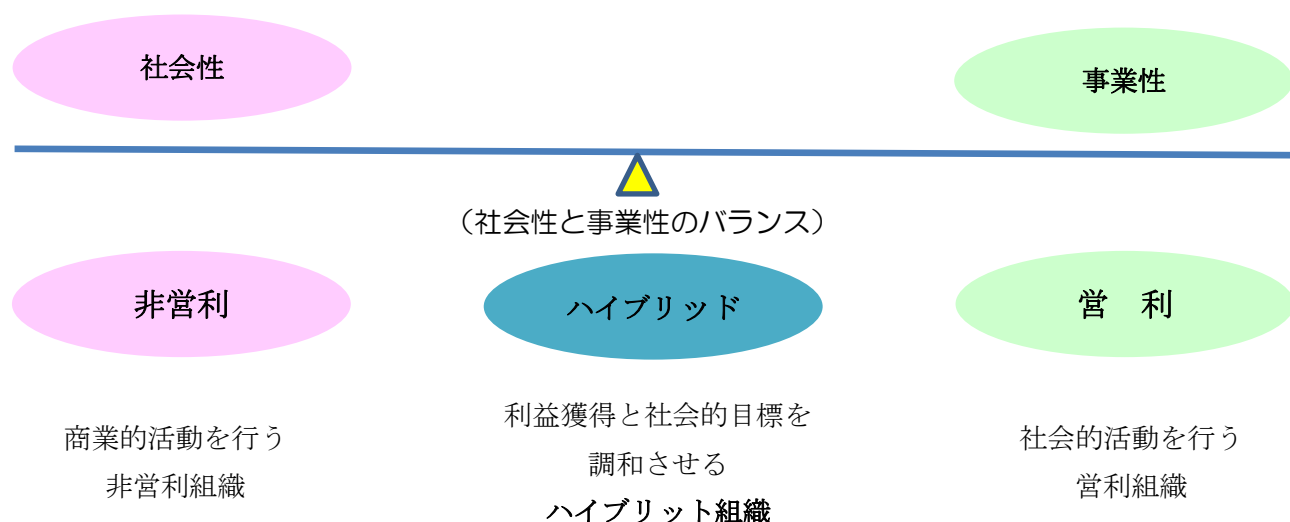 社会性
事業性
（社会性と事業性のバランス）
非営利
ハイブリッド
営　利
商業的活動を行う
非営利組織
利益獲得と社会的目標を
調和させる
ハイブリット組織
社会的活動を行う
営利組織